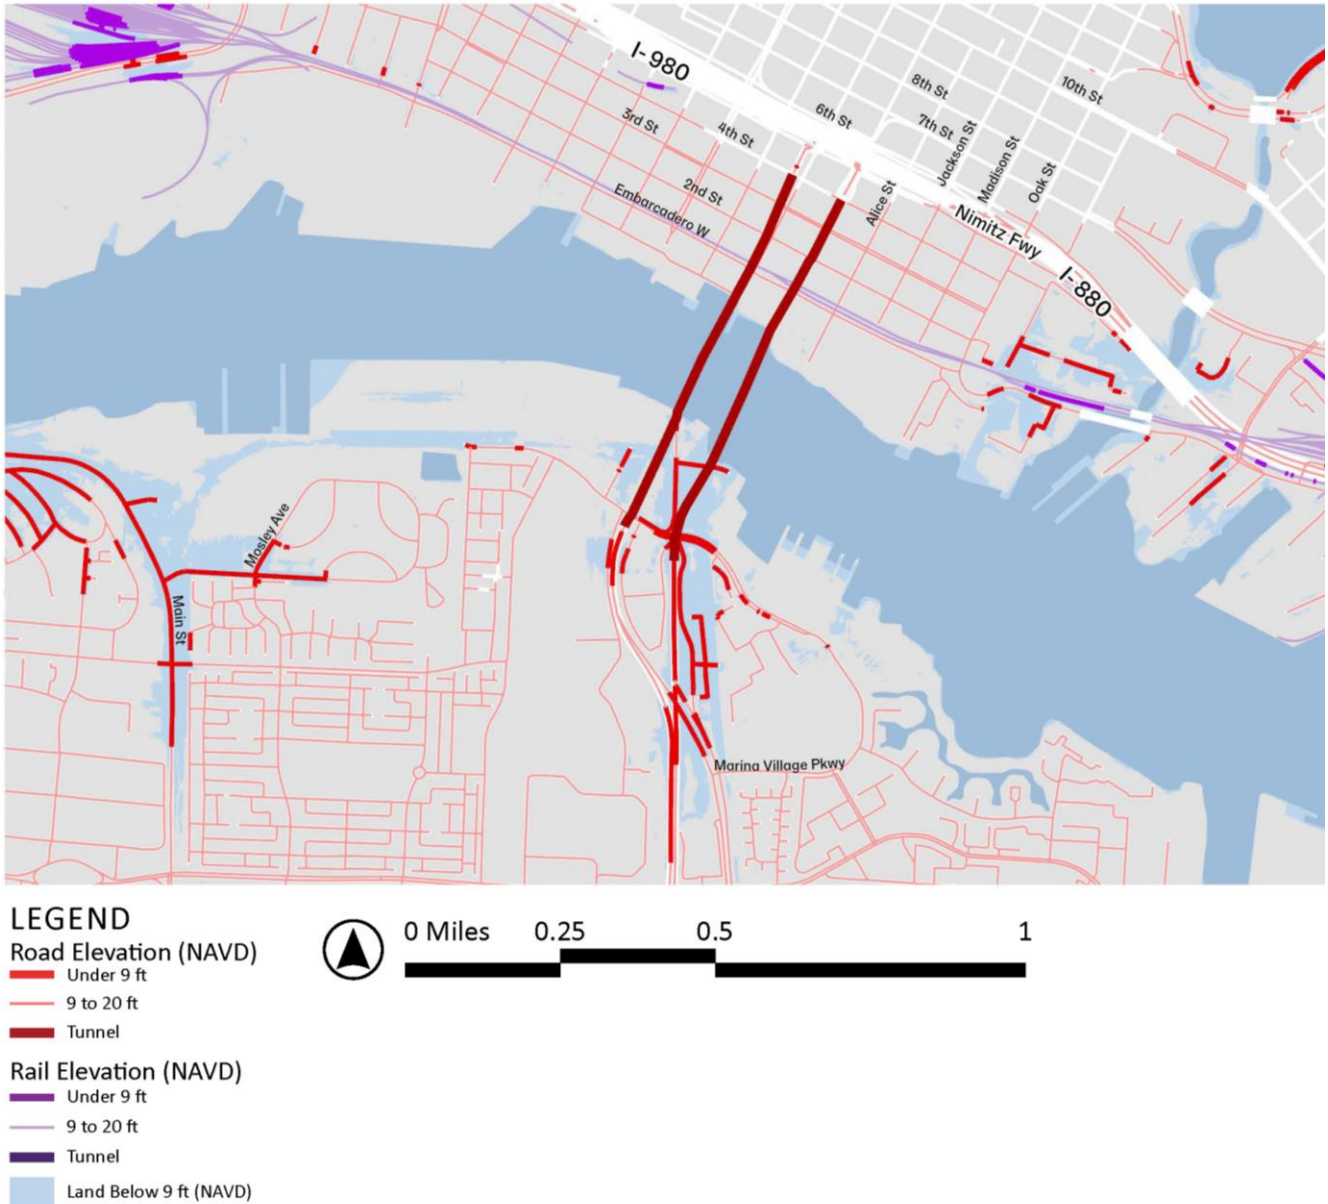 I-980
8th St
10th St
6th St
3rd St
4th St
7th St
Jackson St
Madison St
Oak St
2nd St
Embarcadero W
Alice St
Nimitz Fwy
I-880
Mosley Ave
Main St
Marina Village Pkwy
LEGEND
Road Elevation (NAVD)
Under 9 ft
9 to 20 ft
Tunnel
Rail Elevation (NAVD)
Under 9 ft
9 to 20 ft
Tunnel
Land Below 9 ft (NAVD)
0 Miles 0.25 0.5 1